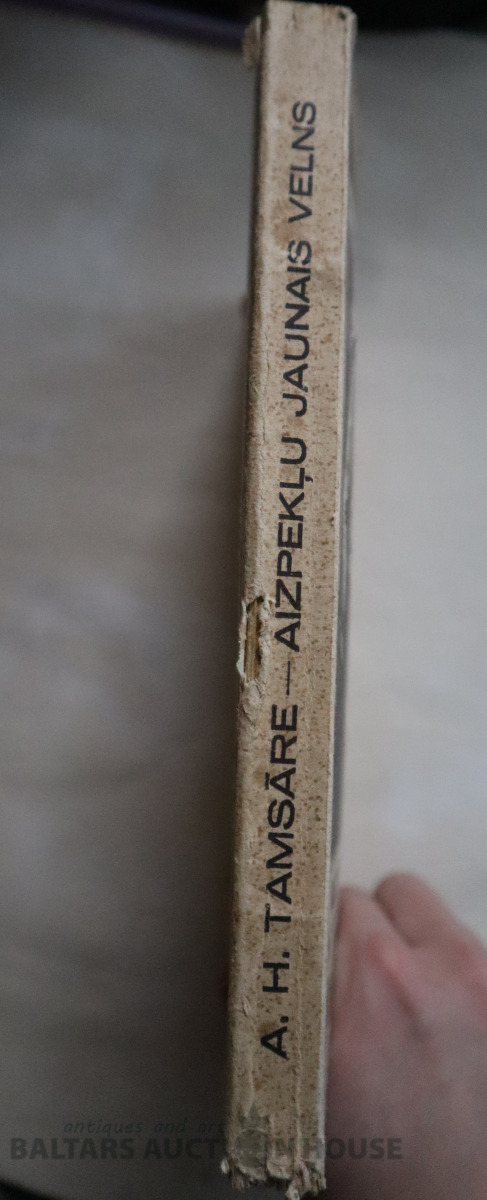 A. H. TAMSĀRE — AIZPEKĻU JAUNAIS VELNS
antiques and art
BALTARS AUCTION HOUSE